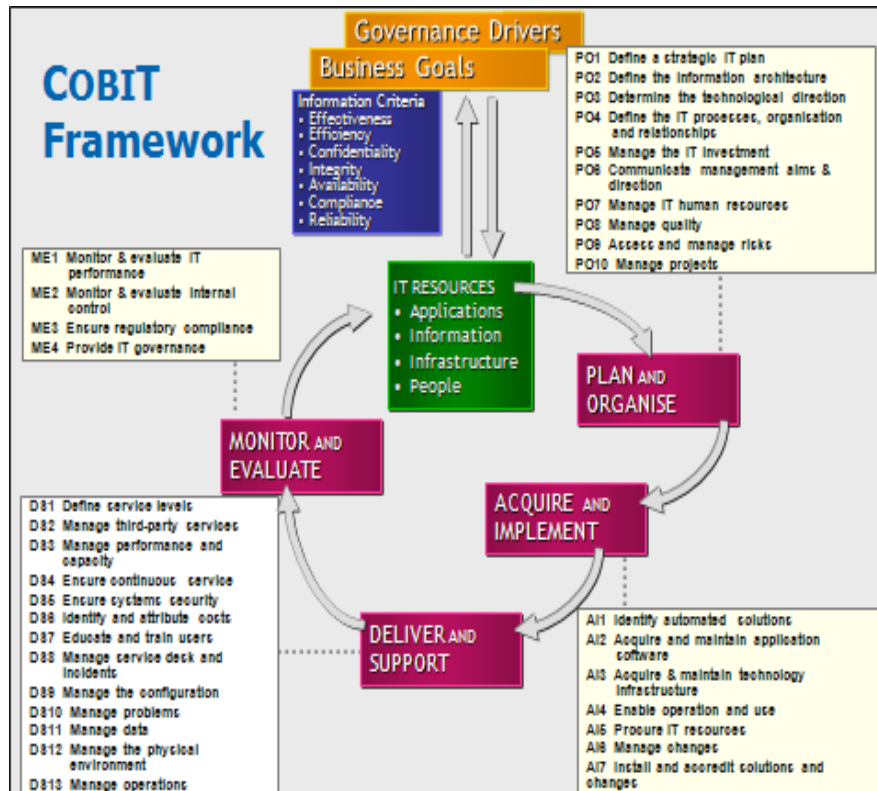 Governance Drivers
Business Goals
COBIT
Framework
Information Criteria
• Effectiveness
• Efficiency
• Confidentiality
• Integrity
• Availability
• Compliance
• Reliability
PO1 Define a strategic IT plan
PO2 Define the information architecture
PO3 Determine the technological direction
PO4 Define the IT processes, organisation
and relationships
PO5 Manage the IT investment
PO6 Communicate management aims &
direction
PO7 Manage IT human resources
PO8 Manage quality
PO9 Assess and manage risks
PO10 Manage projects
ME1 Monitor & evaluate IT
performance
ME2 Monitor & evaluate internal
control
ME3 Ensure regulatory compliance
ME4 Provide IT governance
IT RESOURCES
• Applications
• Information
• Infrastructure
• People
PLAN AND
ORGANISE
MONITOR AND
EVALUATE
ACQUIRE AND
IMPLEMENT
DELIVER AND
SUPPORT
DS1 Define service levels
DS2 Manage third-party services
DS3 Manage performance and
capacity
DS4 Ensure continuous service
DS5 Ensure systems security
DS6 Identify and attribute costs
DS7 Educate and train users
DS8 Manage service desk and
incidents
DS9 Manage the configuration
DS10 Manage problems
DS11 Manage data
DS12 Manage the physical
environment
DS13 Manage operations
AI1 Identify automated solutions
AI2 Acquire and maintain application
software
AI3 Acquire & maintain technology
infrastructure
AI4 Enable operation and use
AI5 Procure IT resources
AI6 Manage changes
AI7 Install and accredit solutions and
changes